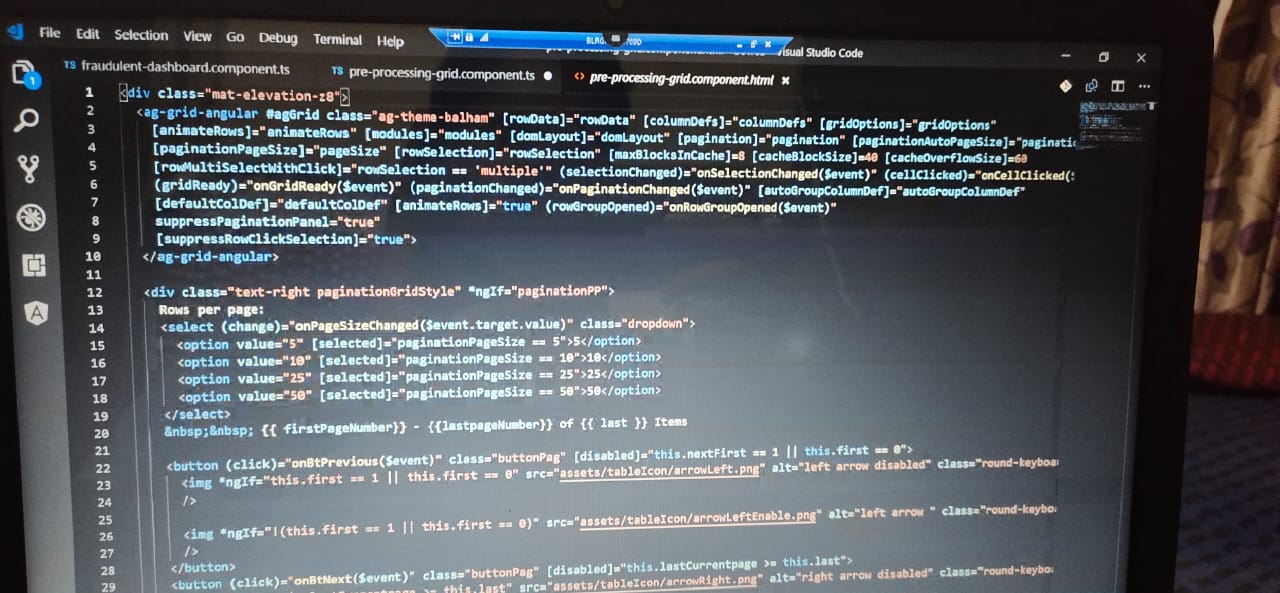 File Edit Selection View Go Debug Terminal Help
Visual Studio Code
1
TS fraudulent-dashboard.component.ts
TS pre-processing-grid.component.ts ●
<> pre-processing-grid.component.html ×
1 <div class="mat-elevation-z8">
2 <ag-grid-angular #agGrid class="ag-theme-balham" [rowData]="rowData" [columnDefs]="columnDefs" [gridOptions]="gridOptions"
3 [animateRows]="animateRows" [modules]="modules" [domLayout]="domLayout" [pagination]="pagination" [paginationAutoPageSize]="paginatic
4 [paginationPageSize]="pageSize" [rowSelection]="rowSelection" [maxBlocksInCache]=8 [cacheBlockSize]=40 [cacheOverflowSize]=60
5 [rowMultiSelectWithClick]="rowSelection == 'multiple'" (selectionChanged)="onSelectionChanged($event)" (cellClicked)="onCellClicked($
6 (gridReady)="onGridReady($event)" (paginationChanged)="onPaginationChanged($event)" [autoGroupColumnDef]="autoGroupColumnDef"
7 [defaultColDef]="defaultColDef" [animateRows]="true" (rowGroupOpened)="onRowGroupOpened($event)"
8 suppressPaginationPanel="true"
9 [suppressRowClickSelection]="true">
10 </ag-grid-angular>
11
12 <div class="text-right paginationGridStyle" *ngIf="paginationPP">
13 Rows per page:
14 <select (change)="onPageSizeChanged($event.target.value)" class="dropdown">
15 <option value="5" [selected]="paginationPageSize == 5">5</option>
16 <option value="10" [selected]="paginationPageSize == 10">10</option>
17 <option value="25" [selected]="paginationPageSize == 25">25</option>
18 <option value="50" [selected]="paginationPageSize == 50">50</option>
19 </select>
20 &nbsp;&nbsp; {{ firstPageNumber}} - {{lastpageNumber}} of {{ last }} Items
21
22 <button (click)="onBtPrevious($event)" class="buttonPag" [disabled]="this.nextFirst == 1 || this.first == 0">
23 <img *ngIf="this.first == 1 || this.first == 0" src="assets/tableIcon/arrowLeft.png" alt="left arrow disabled" class="round-keyboa
24 />
25
26 <img *ngIf="!(this.first == 1 || this.first == 0)" src="assets/tableIcon/arrowLeftEnable.png" alt="left arrow " class="round-keybo
27 />
28 </button>
29 <button (click)="onBtNext($event)" class="buttonPag" [disabled]="this.lastCurrentpage >= this.last">
>= this.last" src="assets/tableIcon/arrowRight.png" alt="right arrow disabled" class="round-keybo